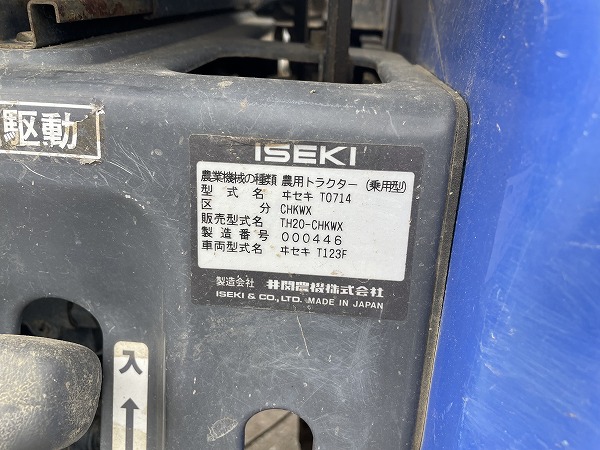 駆動
ISEKI
農業機械の種類 農用トラクター (乗用型)
型式名 ヰセキ T0714
区分 CHKWX
販売型式名 TH20-CHKWX
製造番号 000446
車両型式名 ヰセキ T123F
製造会社 井関農機株式会社
ISEKI & CO., LTD. MADE IN JAPAN
入
↑